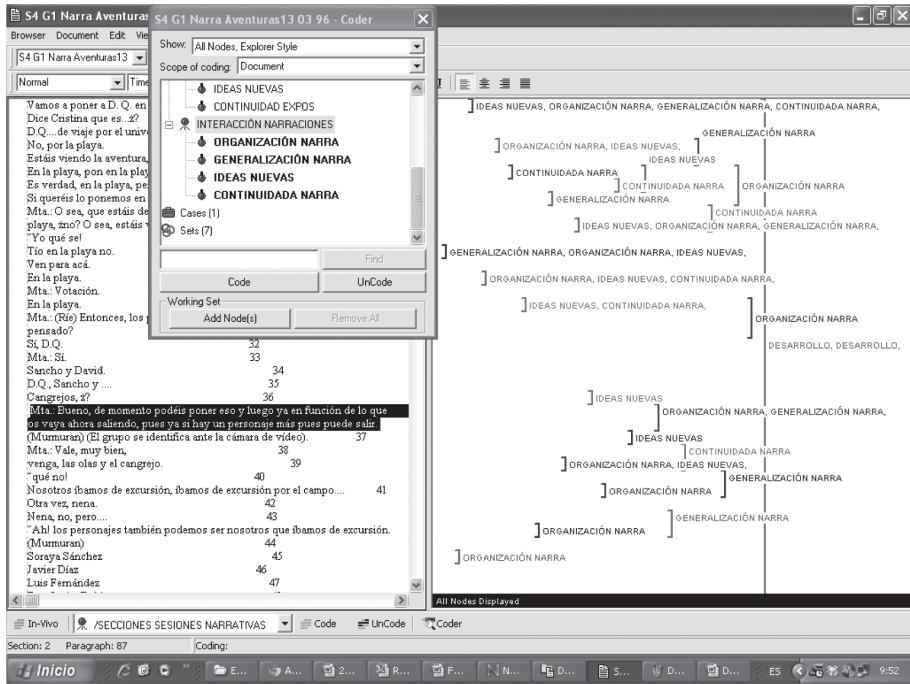 S4 G1 Narra Aventuras
Browser Document Edit
S4 G1 Narra Aventuras13
Normal
S4 G1 Narra Aventuras13 03 96 - Coder
Show: All Nodes, Explorer Style
Scope of coding: Document
IDEAS NUEVAS
CONTINUIDAD EXPOS
INTERACCIÓN NARRACIONES
ORGANIZACIÓN NARRA
GENERALIZACIÓN NARRA
IDEAS NUEVAS
CONTINUIDADA NARRA
Cases (1)
Sets (7)
Find
Code UnCode
Working Set
Add Node(s) Remove All
Vamos a poner a D. Q. en
Dice Cristina que es...ż?
D.Q....de viaje por el
No, por la playa.
Estáis viendo la aventura,
En la playa, pon en la
Es verdad, en la playa,
Si queréis lo ponemos en
Mta.: O sea, que estáis
playa, żno? O sea, estáis
˜Yo qué se!
Tío en la playa no.
Ven para acá.
En la playa.
Mta.: Votación.
En la playa.
Mta.: (Ríe) Entonces, los
pensado?
Sí, D.Q. 32
Mta.: Sí. 33
Sancho y David. 34
D.Q., Sancho y .... 35
Cangrejos, ż? 36
Mta.: Bueno, de momento podéis poner eso y luego ya en función de lo que
os vaya ahora saliendo, pues ya si hay un personaje más pues puede salir.
(Murmuran) (El grupo se identifica ante la cámara de vídeo). 37
Mta.: Vale, muy bien, 38
venga, las olas y el cangrejo. 39
˜qué no! 40
Nosotros íbamos de excursión, íbamos de excursión por el campo.... 41
Otra vez, nena. 42
Nena, no, pero.... 43
˜Ah! los personajes también podemos ser nosotros que íbamos de excursión.
(Murmuran) 44
Soraya Sánchez 45
Javier Díaz 46
Luis Fernández 47
IDEAS NUEVAS, ORGANIZACIÓN NARRA, GENERALIZACIÓN NARRA, CONTINUIDADA NARRA,
GENERALIZACIÓN NARRA
ORGANIZACIÓN NARRA, IDEAS NUEVAS,
IDEAS NUEVAS
CONTINUIDADA NARRA
CONTINUIDADA NARRA ORGANIZACIÓN NARRA
GENERALIZACIÓN NARRA
CONTINUIDADA NARRA
IDEAS NUEVAS, ORGANIZACIÓN NARRA, GENERALIZACIÓN NARRA,
GENERALIZACIÓN NARRA, ORGANIZACIÓN NARRA, IDEAS NUEVAS,
ORGANIZACIÓN NARRA, IDEAS NUEVAS, CONTINUIDADA NARRA,
IDEAS NUEVAS, CONTINUIDADA NARRA,
ORGANIZACIÓN NARRA
DESARROLLO, DESARROLLO,
IDEAS NUEVAS
ORGANIZACIÓN NARRA, GENERALIZACIÓN NARRA,
IDEAS NUEVAS
CONTINUIDADA NARRA
ORGANIZACIÓN NARRA, IDEAS NUEVAS,
GENERALIZACIÓN NARRA
ORGANIZACIÓN NARRA
GENERALIZACIÓN NARRA
ORGANIZACIÓN NARRA
ORGANIZACIÓN NARRA
All Nodes Displayed
In-Vivo /SECCIONES SESIONES NARRATIVAS Code UnCode Coder
Section: 2 Paragraph: 87 Coding:
Inicio E... A... 2... R... F... N... D... S... D... D... ES 9:52